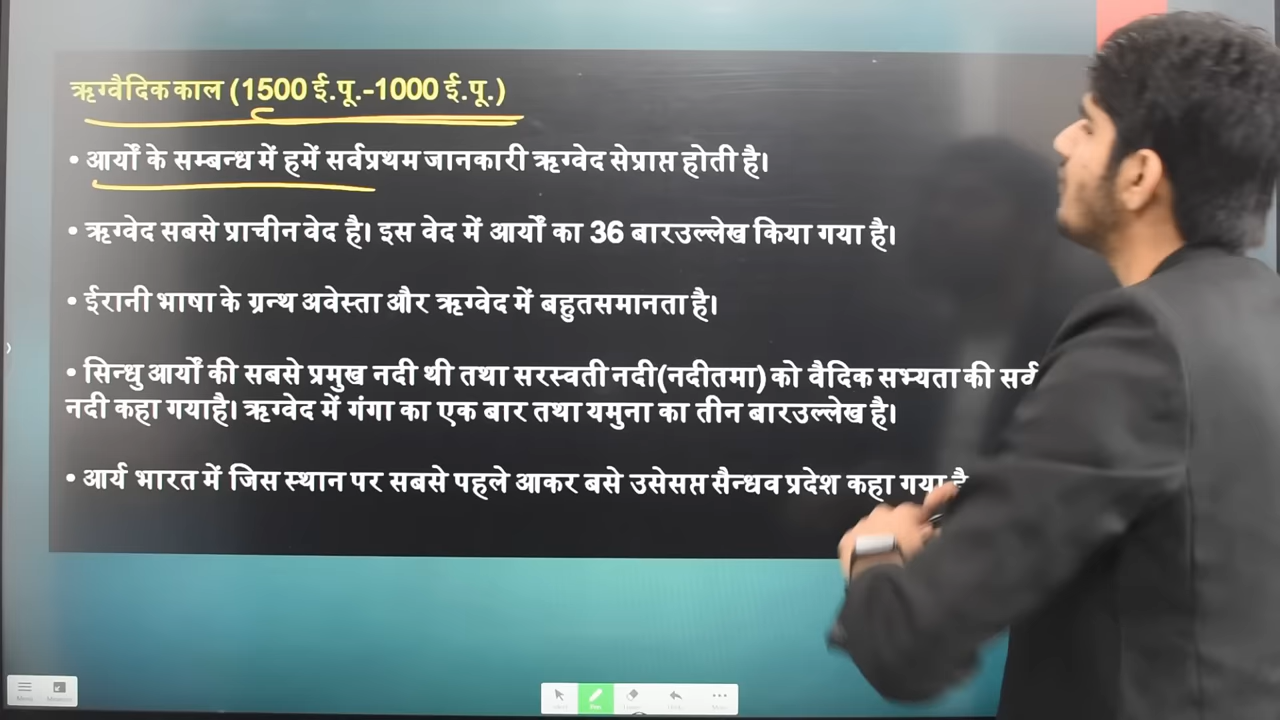 ऋग्वैदिक काल (1500 ई.पू.-1000 ई.पू.)
• आर्यों के सम्बन्ध में हमें सर्वप्रथम जानकारी ऋग्वेद सेप्राप्त होती है।
• ऋग्वेद सबसे प्राचीन वेद है। इस वेद में आर्यों का 36 बारउल्लेख किया गया है।
• ईरानी भाषा के ग्रन्थ अवेस्ता और ऋग्वेद में बहुतसमानता है।
• सिन्धु आर्यों की सबसे प्रमुख नदी थी तथा सरस्वती नदी(नदीतमा) को वैदिक सभ्यता की
नदी कहा गयाहै। ऋग्वेद में गंगा का एक बार तथा यमुना का तीन बारउल्लेख है।
• आर्य भारत में जिस स्थान पर सबसे पहले आकर बसे उसेसप्त सैन्धव प्रदेश कहा गया है
Menu
Pen